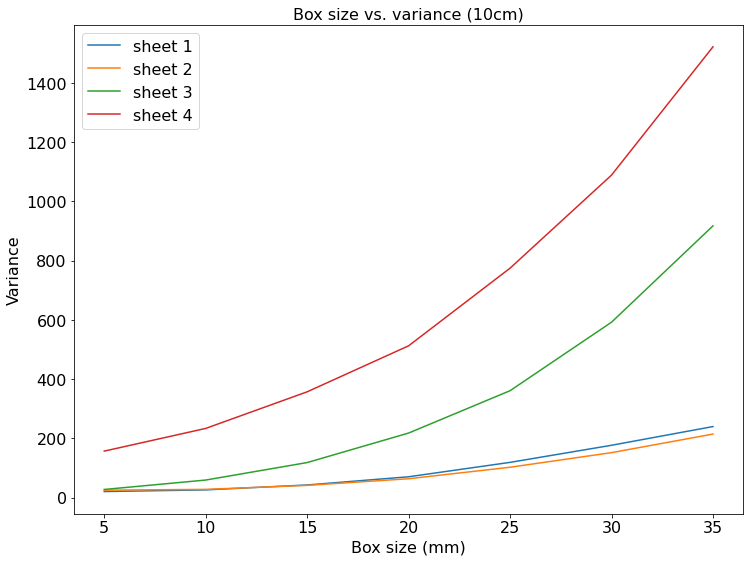 Box size vs. variance (10cm)
sheet 1
sheet 2
sheet 3
sheet 4
1400
1200
1000
800
600
400
200
0
Variance
5 10 15 20 25 30 35
Box size (mm)